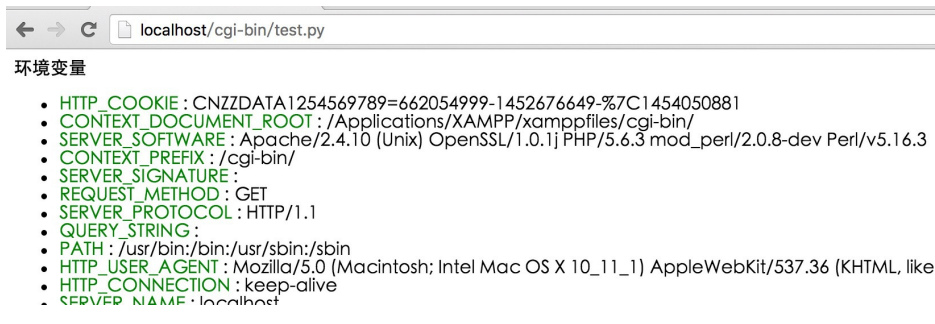 localhost/cgi-bin/test.py
环境变量
HTTP_COOKIE : CNZZDATA1254569789=662054999-1452676649-%7C1454050881
CONTEXT_DOCUMENT_ROOT : /Applications/XAMPP/xamppfiles/cgi-bin/
SERVER_SOFTWARE : Apache/2.4.10 (Unix) OpenSSL/1.0.1j PHP/5.6.3 mod_perl/2.0.8-dev Perl/v5.16.3
CONTEXT_PREFIX : /cgi-bin/
SERVER_SIGNATURE :
REQUEST_METHOD : GET
SERVER_PROTOCOL : HTTP/1.1
QUERY_STRING :
PATH : /usr/bin:/bin:/usr/sbin:/sbin
HTTP_USER_AGENT : Mozilla/5.0 (Macintosh; Intel Mac OS X 10_11_1) AppleWebKit/537.36 (KHTML, like
HTTP_CONNECTION : keep-alive
SERVER_NAME : localhost